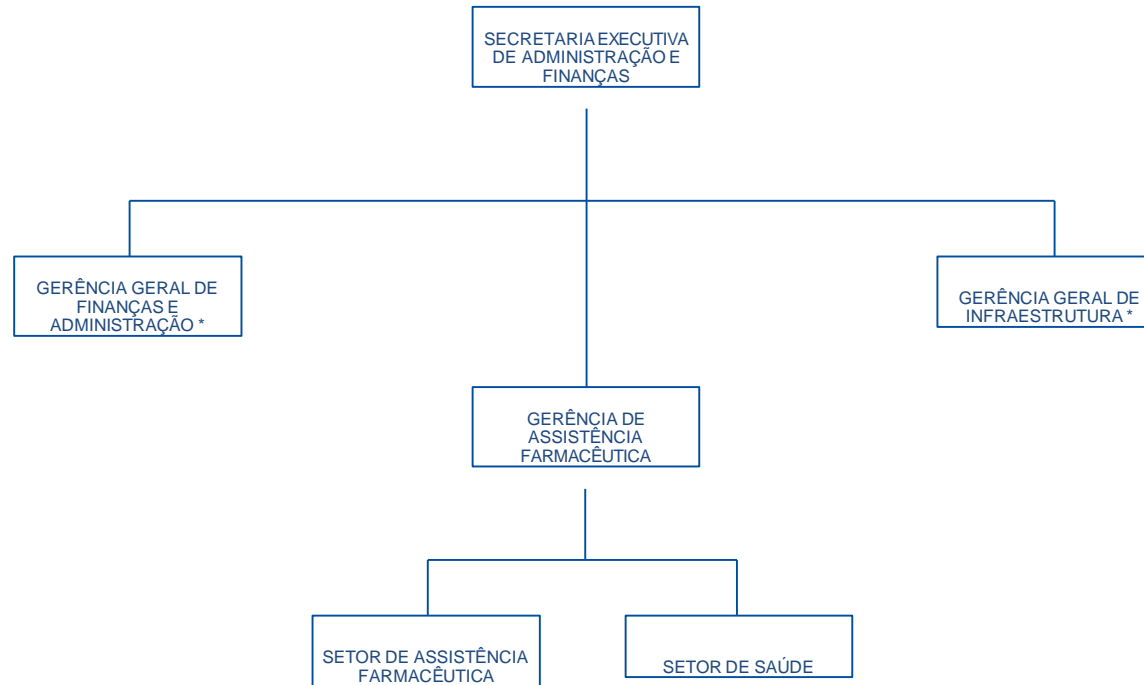 SECRETARIA EXECUTIVA
DE ADMINISTRAÇÃO E
FINANÇAS
GERÊNCIA GERAL DE
FINANÇAS E
ADMINISTRAÇÃO *
GERÊNCIA GERAL DE
INFRAESTRUTURA *
GERÊNCIA DE
ASSISTÊNCIA
FARMACÊUTICA
SETOR DE ASSISTÊNCIA
FARMACÊUTICA
SETOR DE SAÚDE